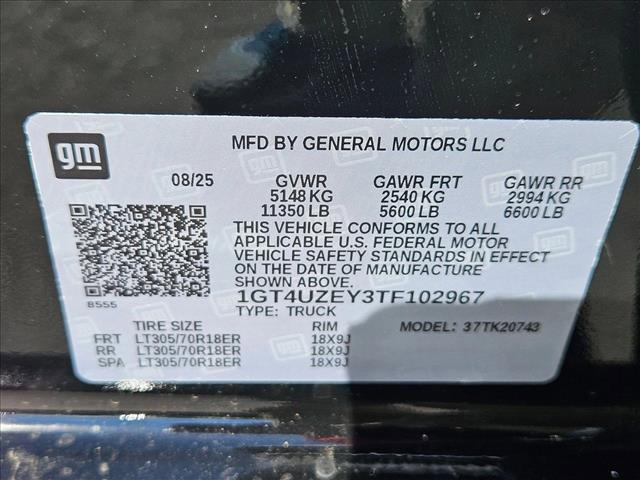 gm
MFD BY GENERAL MOTORS LLC
08/25 GVWR GAWR FRT GAWR RR
5148 KG 2540 KG 2994 KG
11350 LB 5600 LB 6600 LB
THIS VEHICLE CONFORMS TO ALL
APPLICABLE U.S. FEDERAL MOTOR
VEHICLE SAFETY STANDARDS IN EFFECT
ON THE DATE OF MANUFACTURE
SHOWN ABOVE.
8555
1GT4UZEY3TF102967
TYPE: TRUCK MODEL: 37TK20743
TIRE SIZE RIM
FRT LT305/70R18ER 18X9J
RR LT305/70R18ER 18X9J
SPA LT305/70R18ER 18X9J